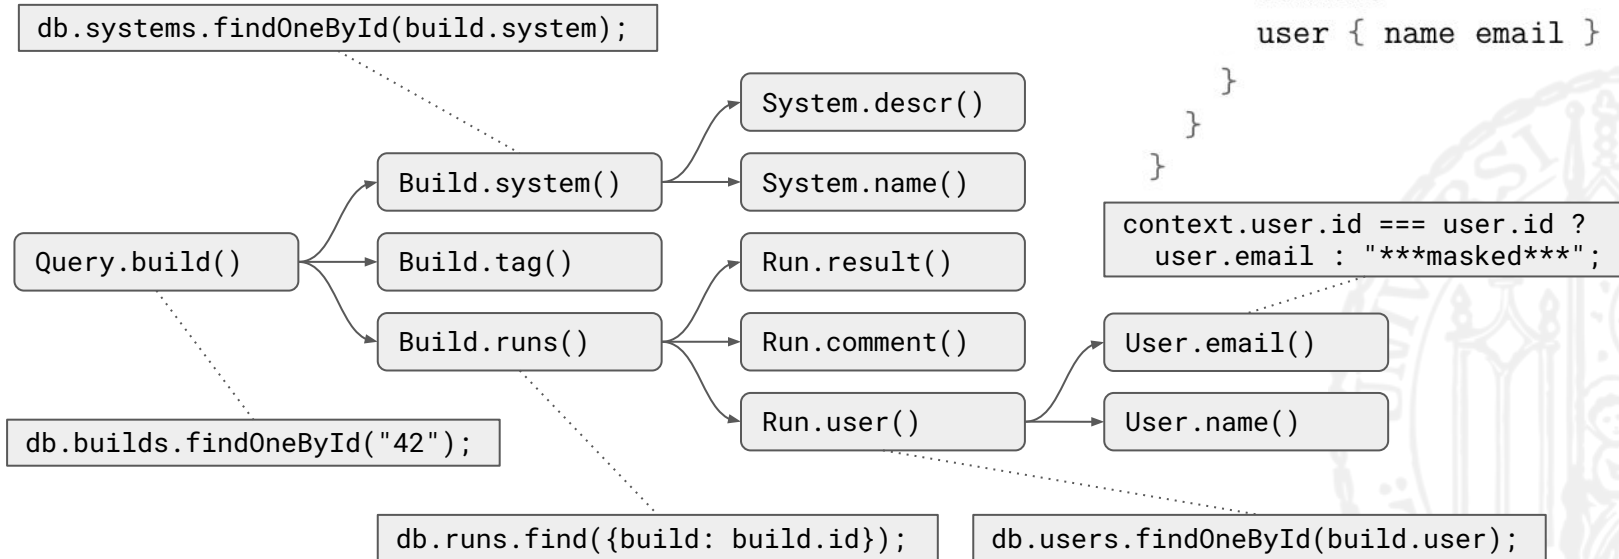 db.systems.findOneById(build.system);
user { name email }
}
}
}
System.descr()
Build.system()
System.name()
context.user.id === user.id ?
user.email : "***masked***";
Query.build()
Build.tag()
Run.result()
Build.runs()
Run.comment()
User.email()
Run.user()
User.name()
db.builds.findOneById("42");
db.runs.find({build: build.id});
db.users.findOneById(build.user);